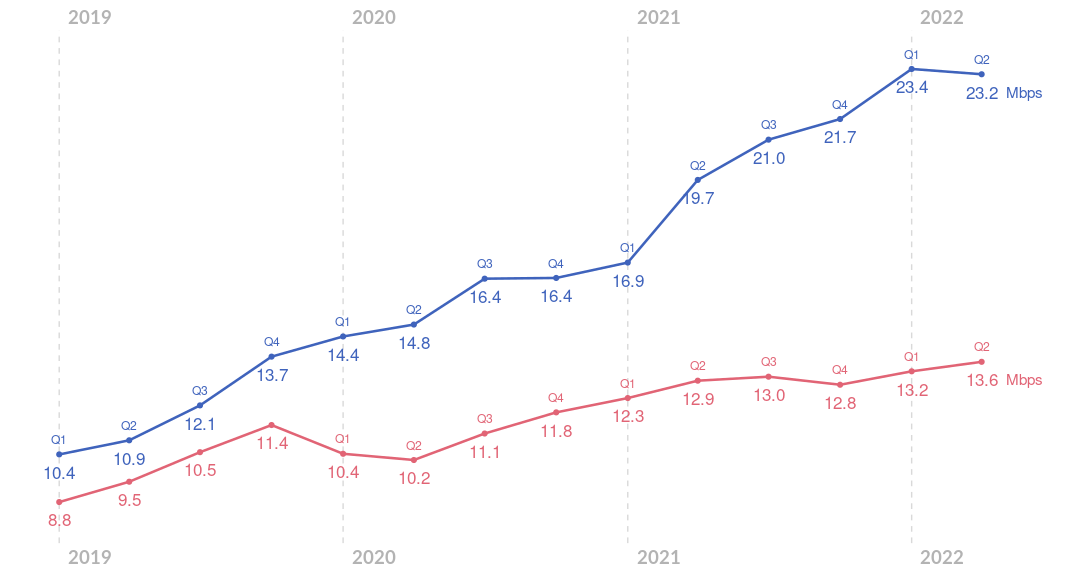 2019 2020 2021 2022
Q1 Q2
23.4 23.2 Mbps
Q4
21.7
Q3
21.0
Q2
19.7
Q1
16.9
Q3 Q4
16.4 16.4
Q2
14.8
Q1
14.4
Q4
13.7
Q3
12.1
Q2
10.9
Q1
10.4
Q2
13.6 Mbps
Q1
13.2
Q4
12.8
Q3
13.0
Q2
12.9
Q1
12.3
Q4
11.8
Q3
11.1
Q2
10.2
Q1
10.4
11.4
10.5
9.5
8.8
2019 2020 2021 2022